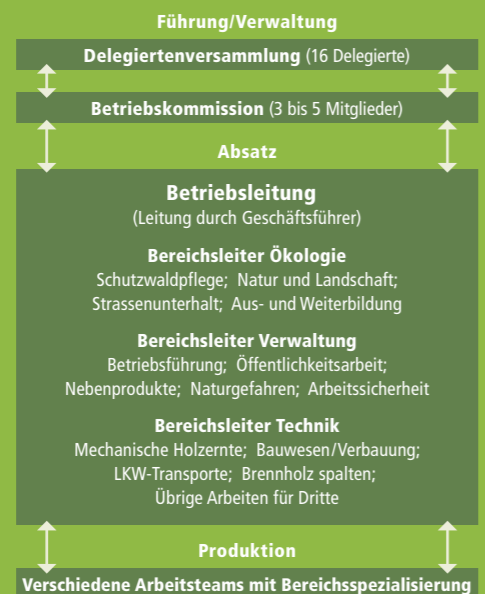 Führung/Verwaltung
Delegiertenversammlung (16 Delegierte)
Betriebskommission (3 bis 5 Mitglieder)
Absatz
Betriebsleitung
(Leitung durch Geschäftsführer)
Bereichsleiter Ökologie
Schutzwaldpflege; Natur und Landschaft;
Strassenunterhalt; Aus- und Weiterbildung
Bereichsleiter Verwaltung
Betriebsführung; Öffentlichkeitsarbeit;
Nebenprodukte; Naturgefahren; Arbeitssicherheit
Bereichsleiter Technik
Mechanische Holzernte; Bauwesen/Verbauung;
LKW-Transporte; Brennholz spalten;
Übrige Arbeiten für Dritte
Produktion
Verschiedene Arbeitsteams mit Bereichsspezialisierung